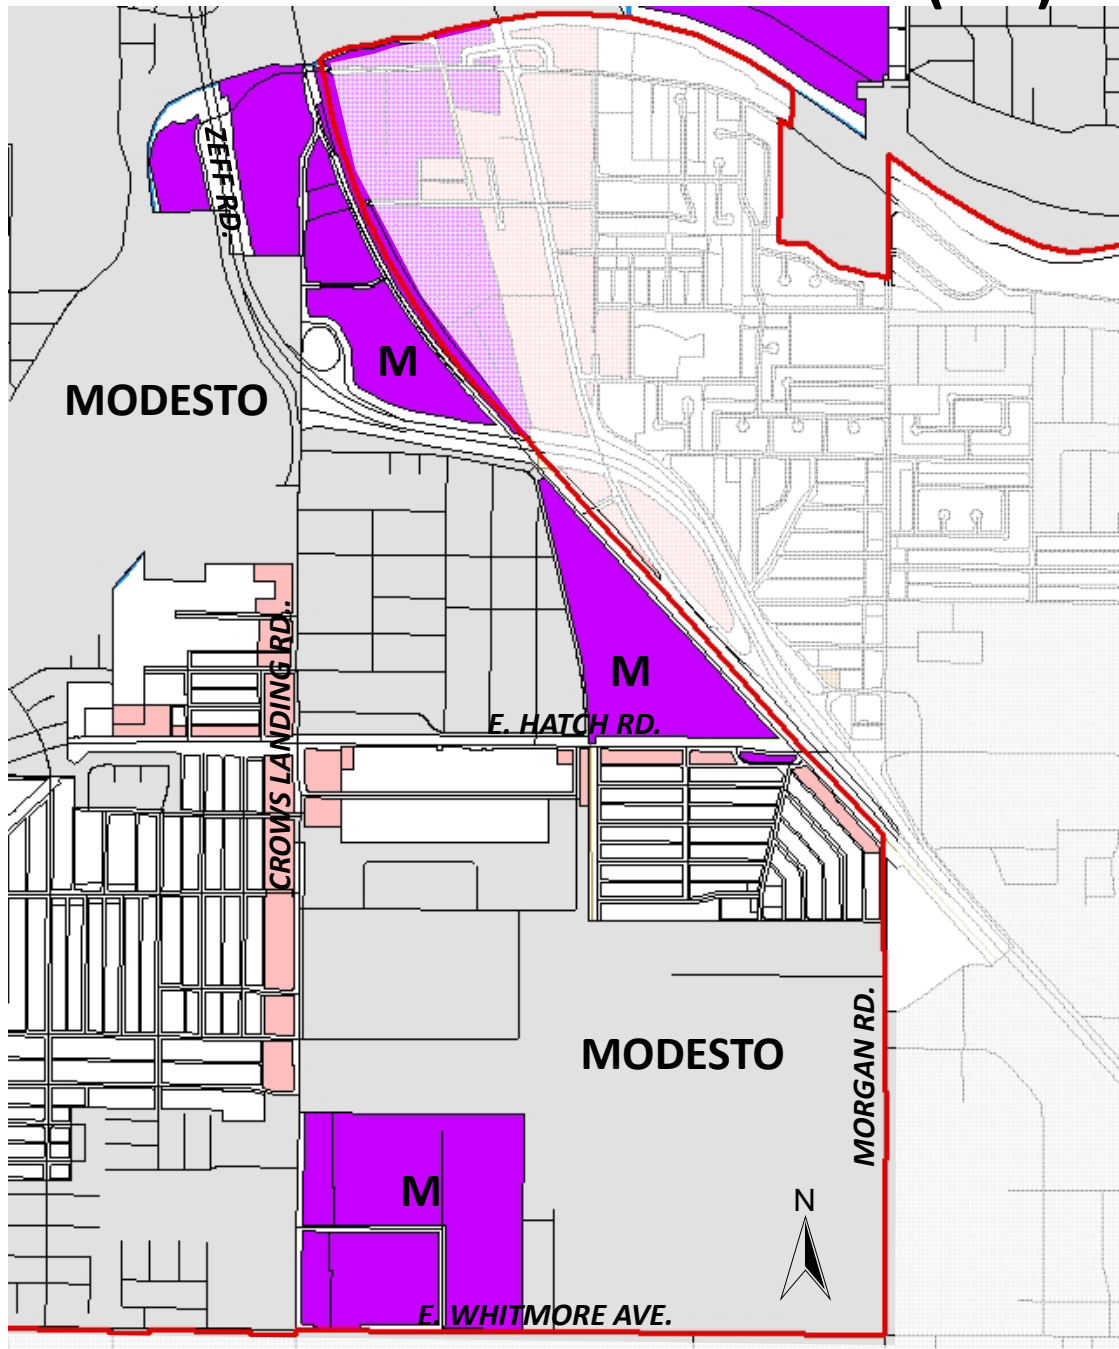 ZEFF RD.
M
MODESTO
M
E. HATCH RD.
CROWS LANDING RD..
MODESTO
MORGAN RD.
M
N
E. WHITMORE AVE.